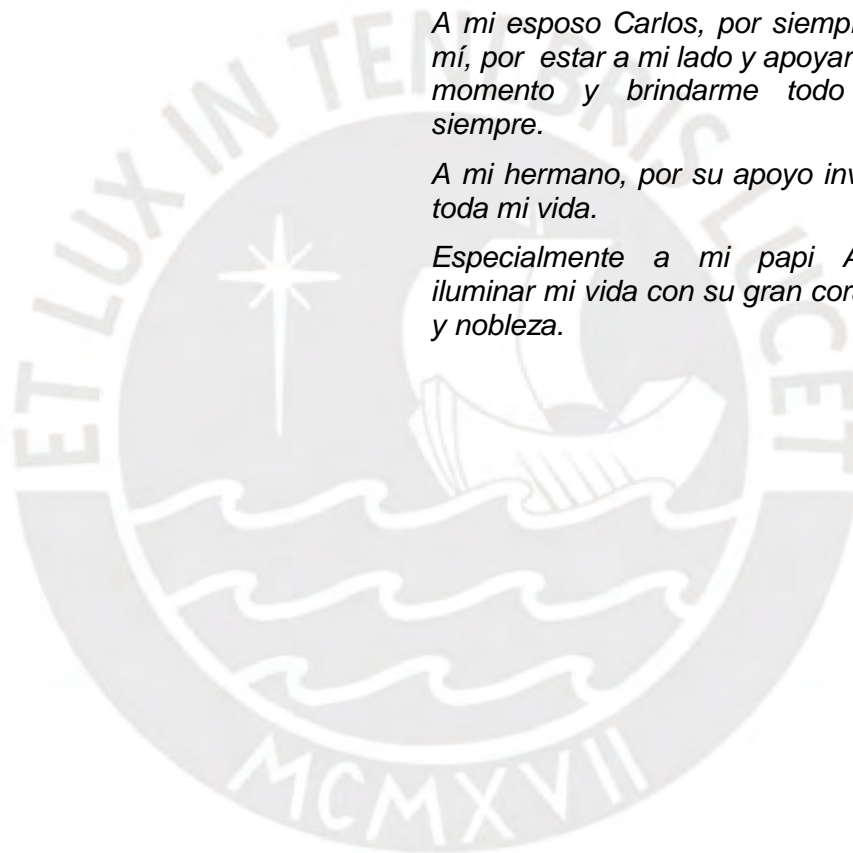 A mi esposo Carlos, por siempr
mí, por estar a mi lado y apoyar
momento y brindarme todo
siempre.
A mi hermano, por su apoyo inv
toda mi vida.
Especialmente a mi papi A
iluminar mi vida con su gran cor
y nobleza.
ET LUX IN TENEBRIS LUCET
MCMXVII